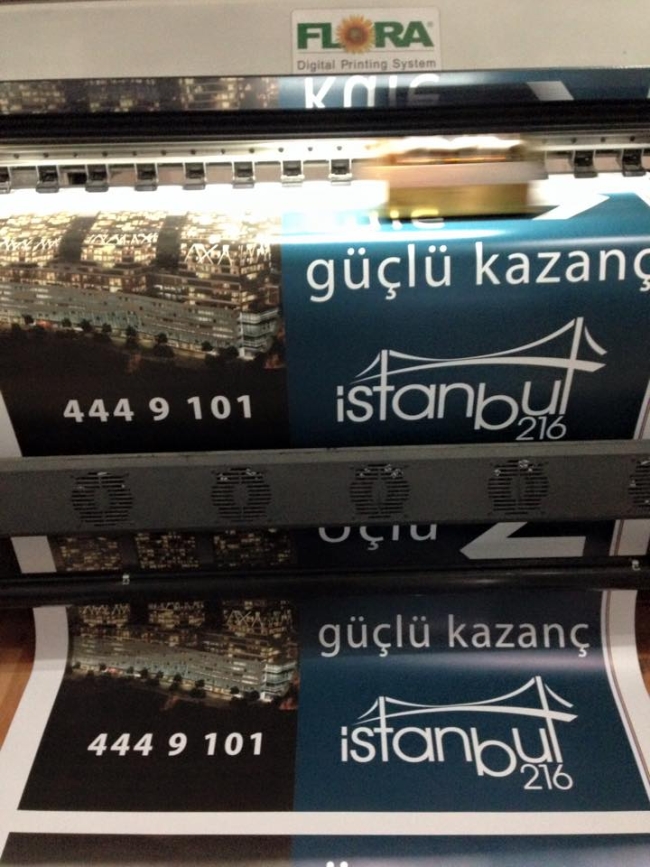 FLORA
Digital Printing System
güçlü kazanç
444 9 101
istanbul
216
güçlü kazanç
444 9 101
istanbul
216